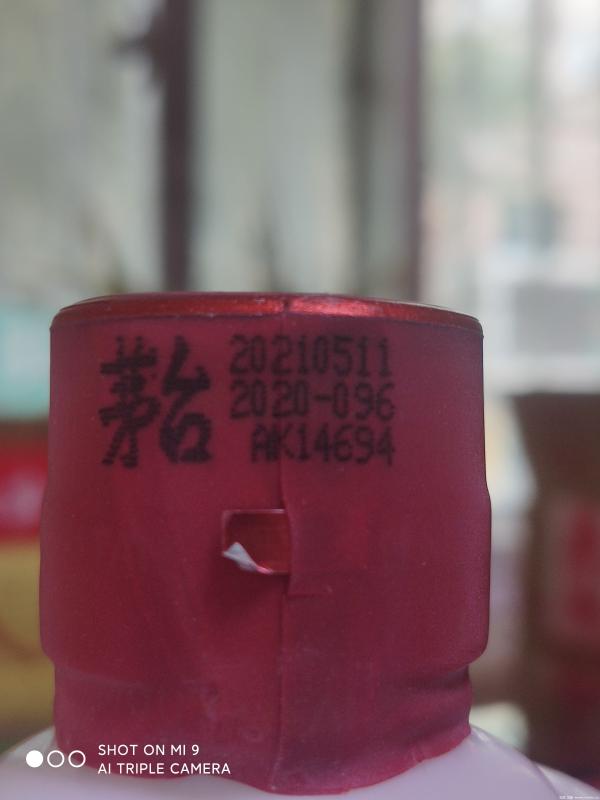 茅台
20210511
2020-096
AK14694
SHOT ON MI 9
AI TRIPLE CAMERA